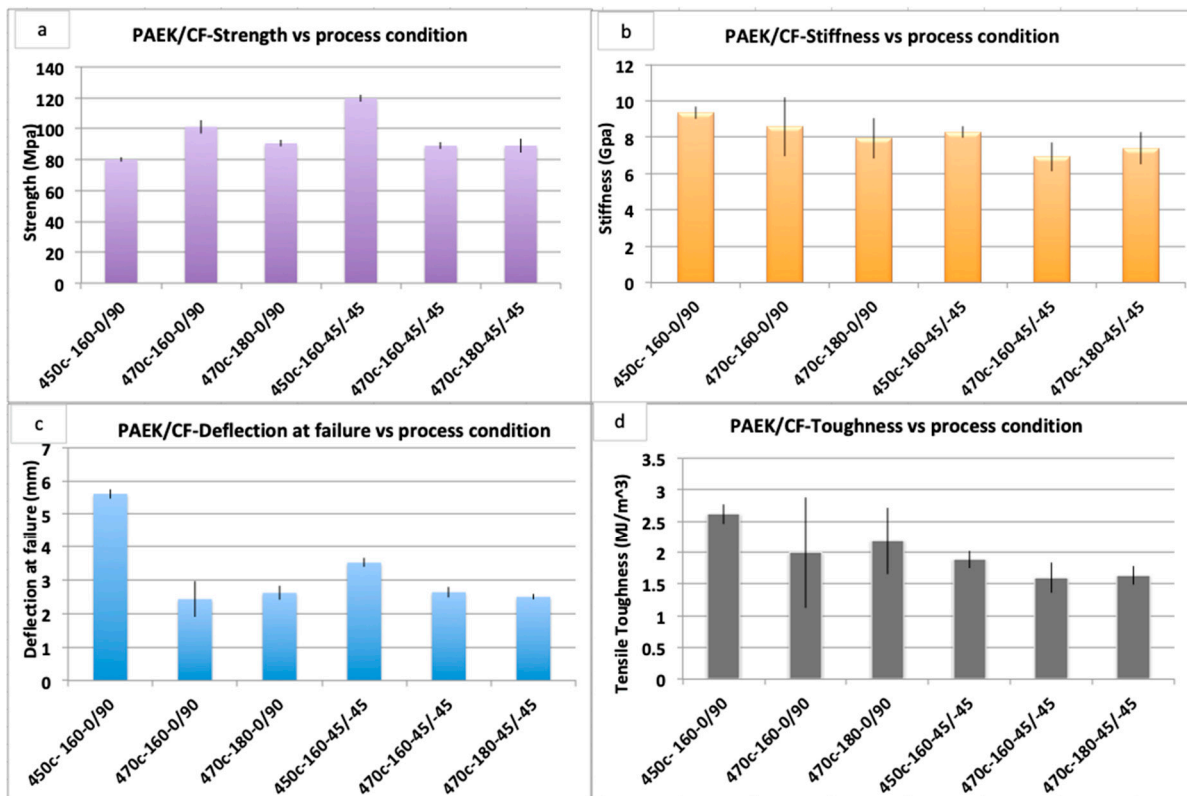 a
PAEK/CF-Strength vs process condition
Strength (Mpa)
140
120
100
80
60
40
20
0
450c- 160-0/90
470c-160-0/90
470c-180-0/90
450c-160-45/-45
470c-160-45/-45
470c-180-45/-45
b
PAEK/CF-Stiffness vs process condition
Stiffness (Gpa)
12
10
8
6
4
2
0
450c- 160-0/90
470c-160-0/90
470c-180-0/90
450c-160-45/-45
470c-160-45/-45
470c-180-45/-45
c
PAEK/CF-Deflection at failure vs process condition
Deflection at failure (mm)
7
6
5
4
3
2
1
0
450c- 160-0/90
470c-160-0/90
470c-180-0/90
450c-160-45/-45
470c-160-45/-45
470c-180-45/-45
d
PAEK/CF-Toughness vs process condition
Tensile Toughness (MJ/m^3)
3.5
3
2.5
2
1.5
1
0.5
0
450c- 160-0/90
470c-160-0/90
470c-180-0/90
450c-160-45/-45
470c-160-45/-45
470c-180-45/-45